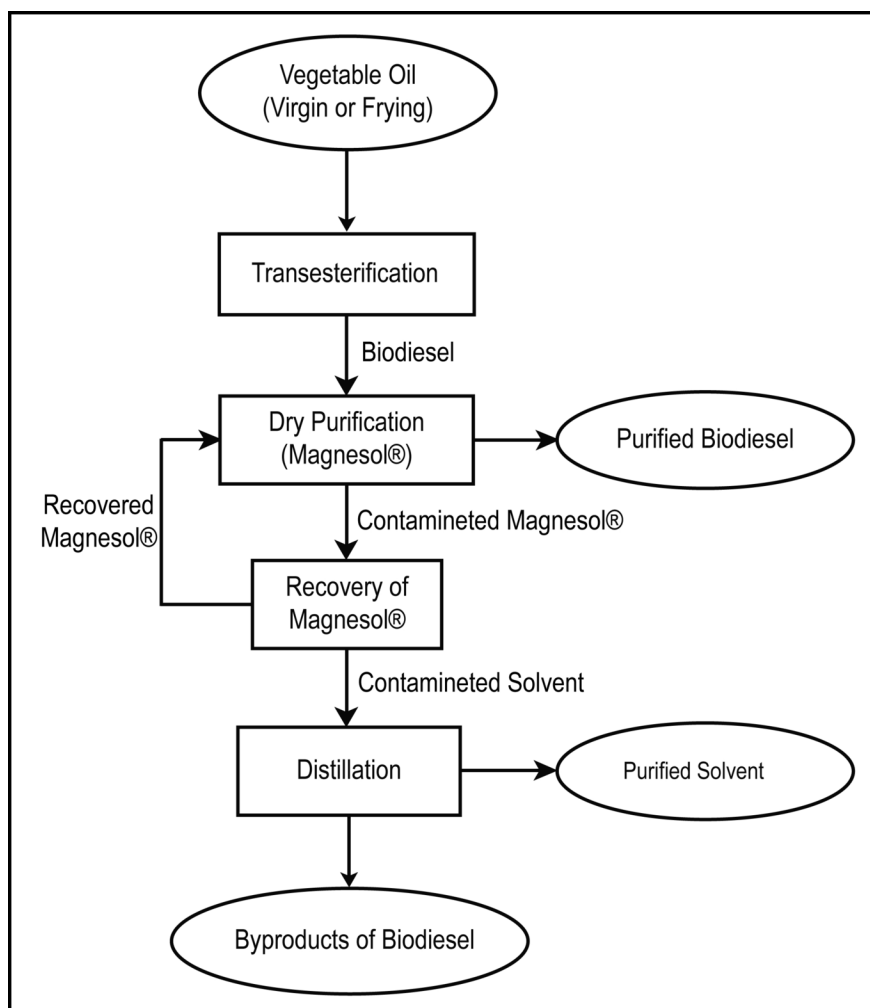 Vegetable Oil
(Virgin or Frying)
Transesterification
Biodiesel
Dry Purification
(Magnesol®)
Purified Biodiesel
Recovered
Magnesol®
Contamineted Magnesol®
Recovery of
Magnesol®
Contamineted Solvent
Distillation
Purified Solvent
Byproducts of Biodiesel